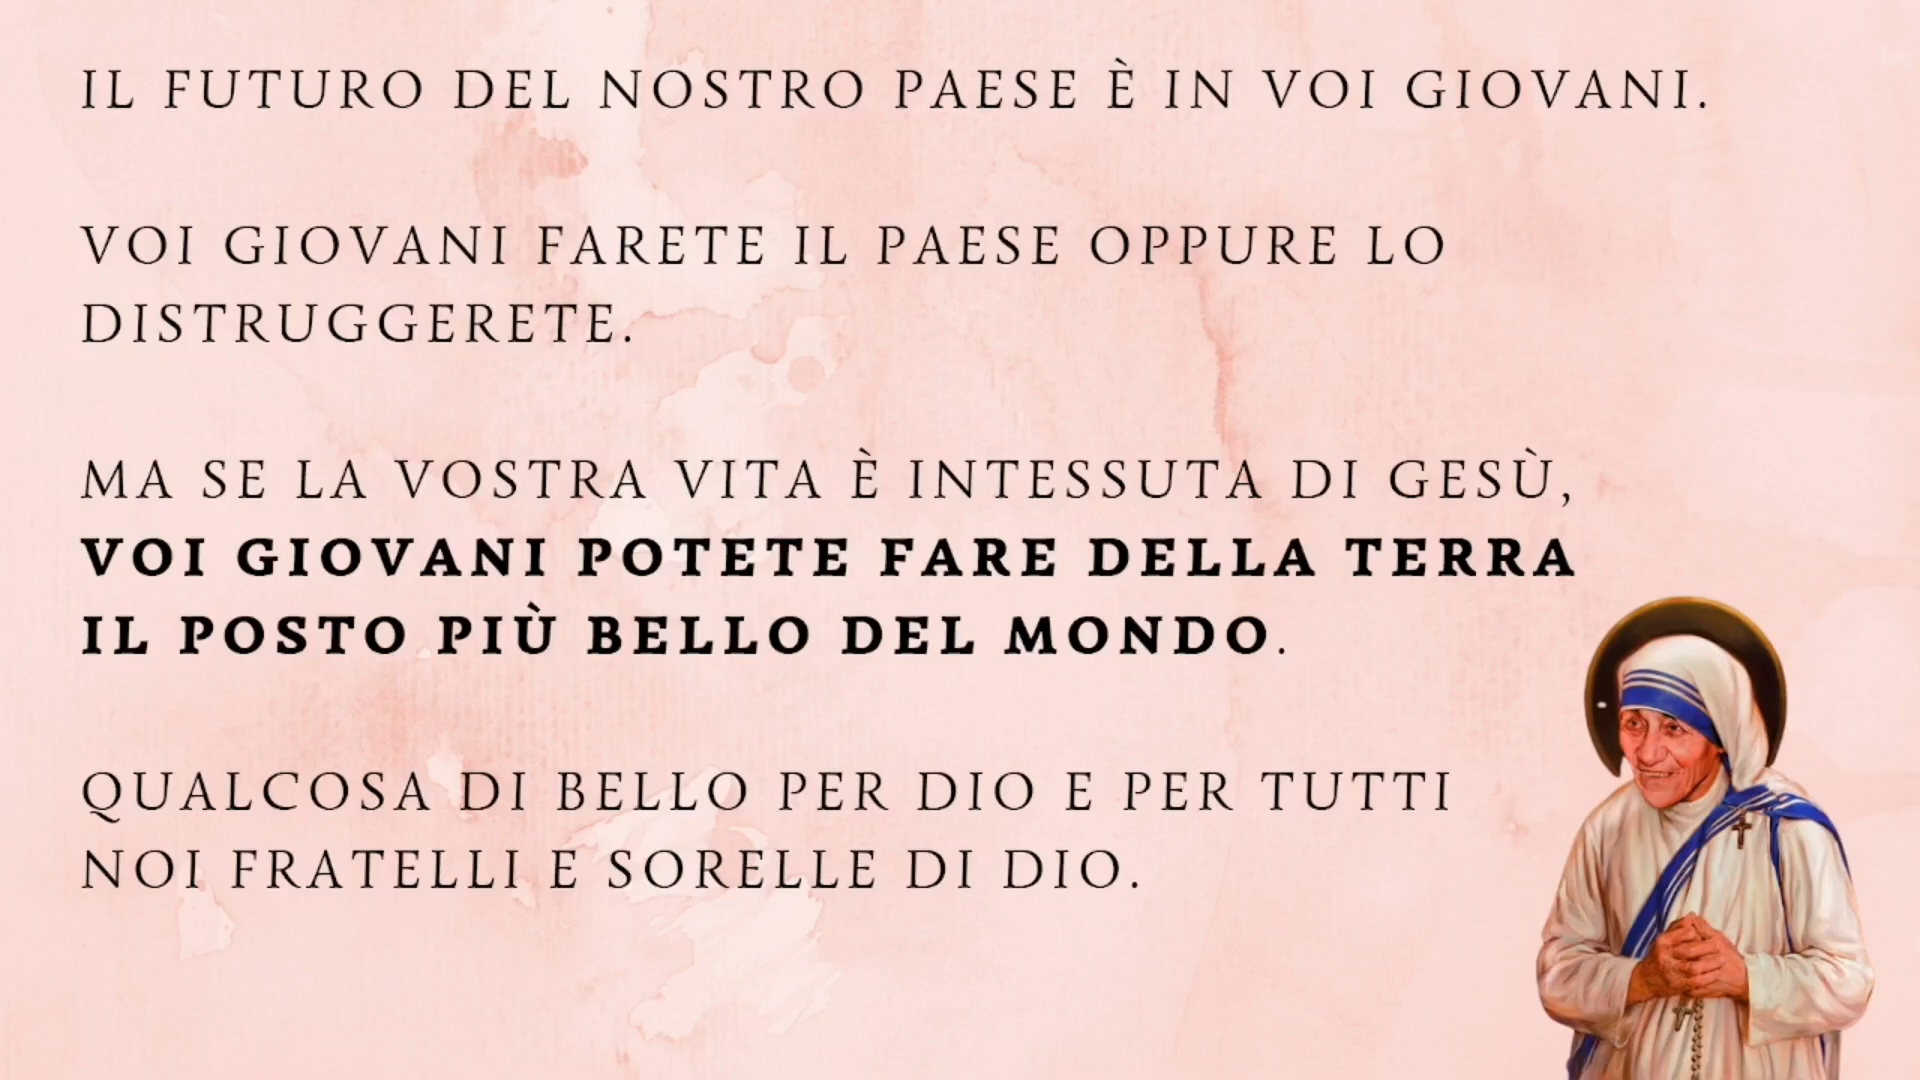 IL FUTURO DEL NOSTRO PAESE È IN VOI GIOVANI.
VOI GIOVANI FARETE IL PAESE OPPURE LO
DISTRUGGERETE.
MA SE LA VOSTRA VITA È INTESSUTA DI GESÙ,
VOI GIOVANI POTETE FARE DELLA TERRA
IL POSTO PIÙ BELLO DEL MONDO.
QUALCOSA DI BELLO PER DIO E PER TUTTI
NOI FRATELLI E SORELLE DI DIO.